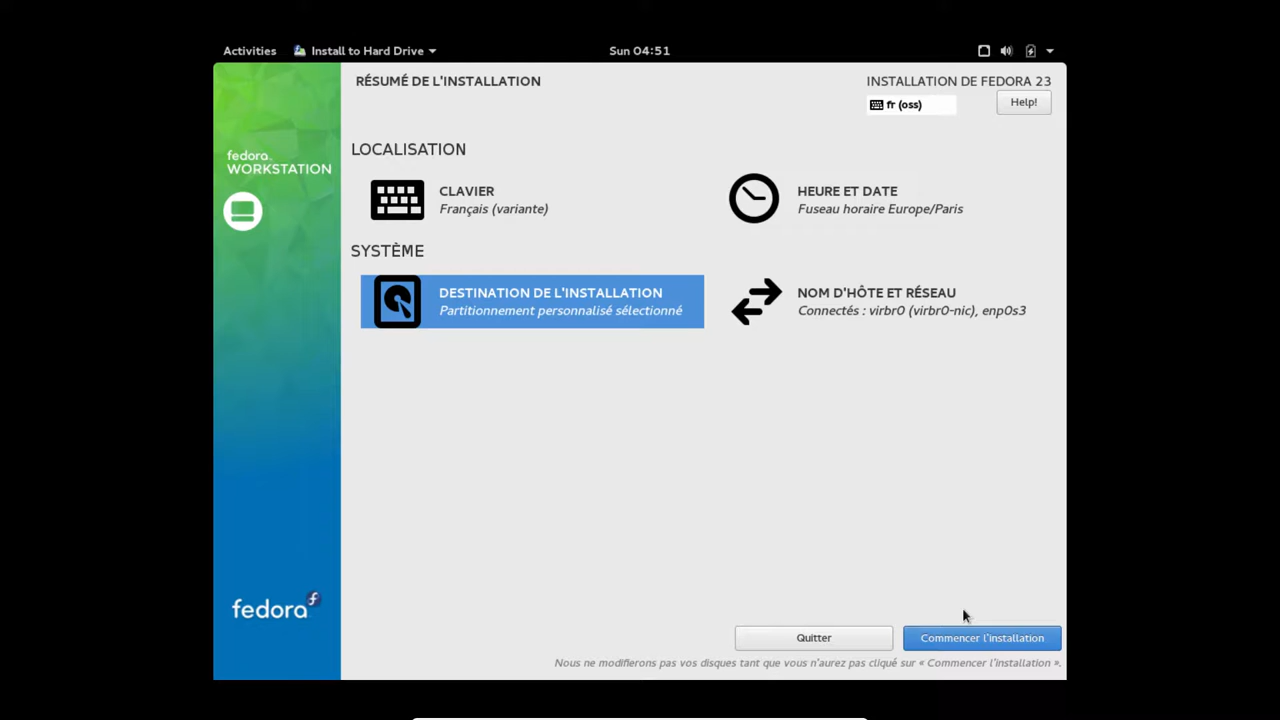 Activities Install to Hard Drive Sun 04:51
RÉSUMÉ DE L'INSTALLATION
INSTALLATION DE FEDORA 23
fr (oss)
Help!
fedora
WORKSTATION
LOCALISATION
CLAVIER
Français (variante)
HEURE ET DATE
Fuseau horaire Europe/Paris
SYSTÈME
DESTINATION DE L'INSTALLATION
Partitionnement personnalisé sélectionné
NOM D'HÔTE ET RÉSEAU
Connectés : virbr0 (virbr0-nic), enp0s3
fedora
Quitter
Commencer l'installation
Nous ne modifierons pas vos disques tant que vous n'aurez pas cliqué sur « Commencer l'installation ».